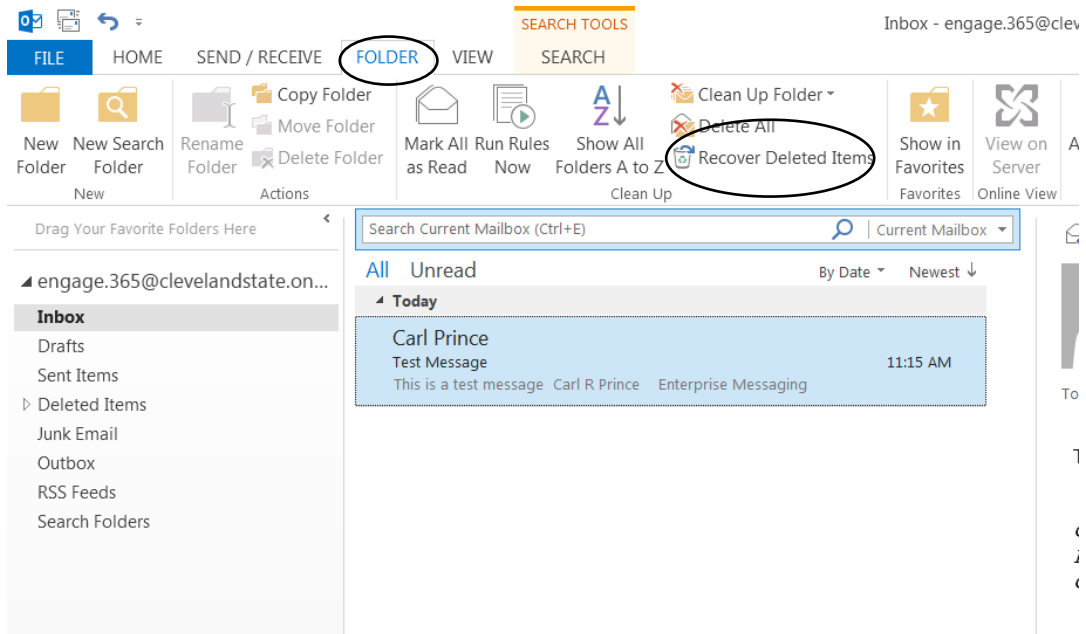 SEARCH TOOLS
Inbox - engage.365@clev
FILE HOME SEND / RECEIVE FOLDER VIEW SEARCH
New Folder
New Search Folder
New
Rename Folder
Copy Folder
Move Folder
Delete Folder
Actions
Mark All as Read
Run Rules Now
Show All Folders A to Z
Clean Up Folder
Delete All
Recover Deleted Items
Clean Up
Show in Favorites
Favorites
View on Server
Online View
A
Drag Your Favorite Folders Here
engage.365@clevelandstate.on...
Inbox
Drafts
Sent Items
Deleted Items
Junk Email
Outbox
RSS Feeds
Search Folders
Search Current Mailbox (Ctrl+E) Current Mailbox
All Unread By Date Newest
Today
Carl Prince
Test Message 11:15 AM
This is a test message Carl R Prince Enterprise Messaging
To
T